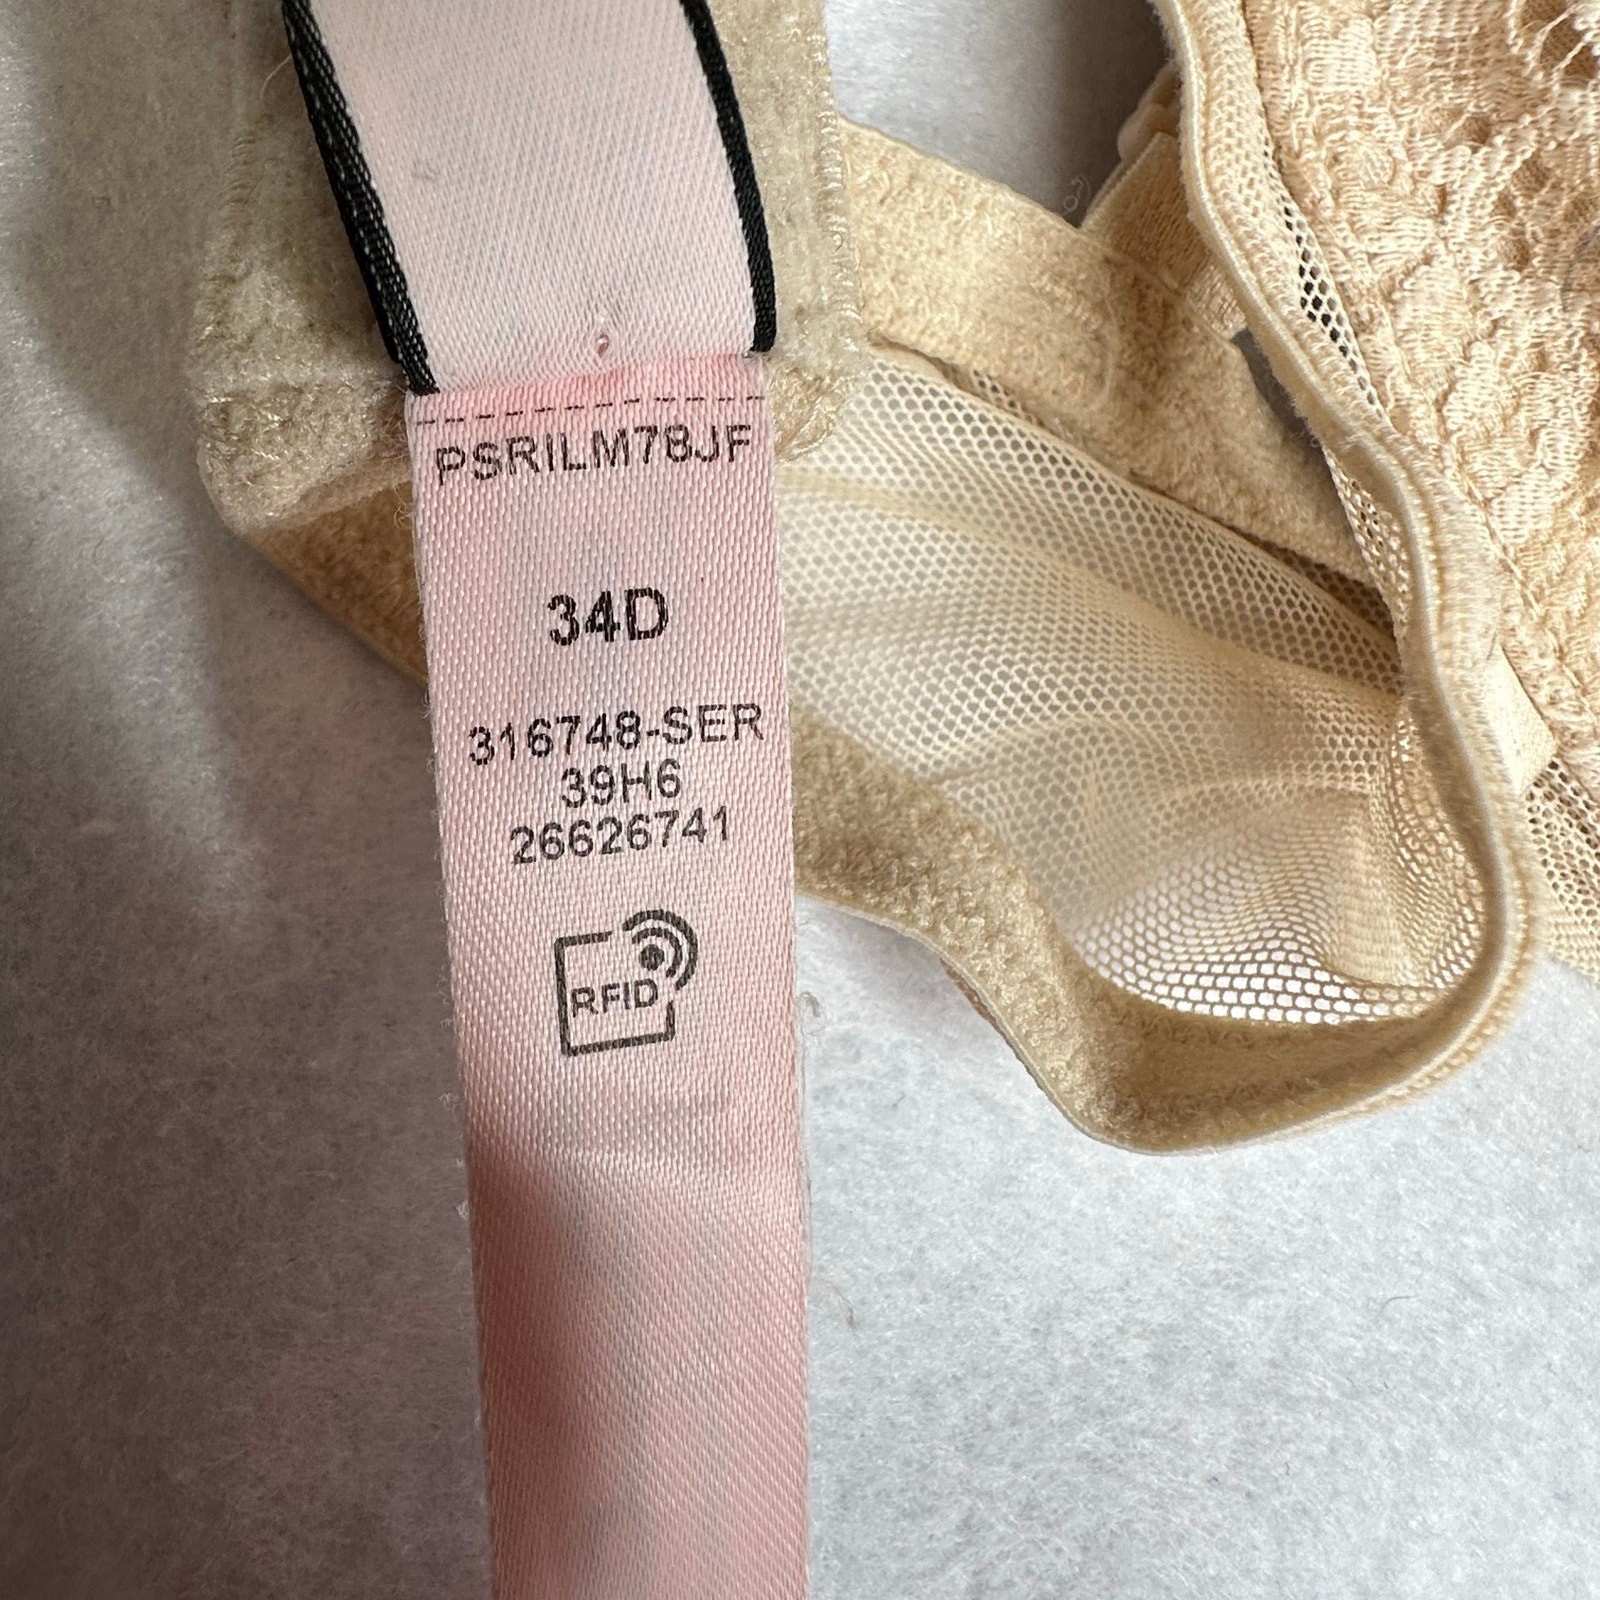 PSRILM78JF
34D
316748-SER
39H6
26626741
RFID